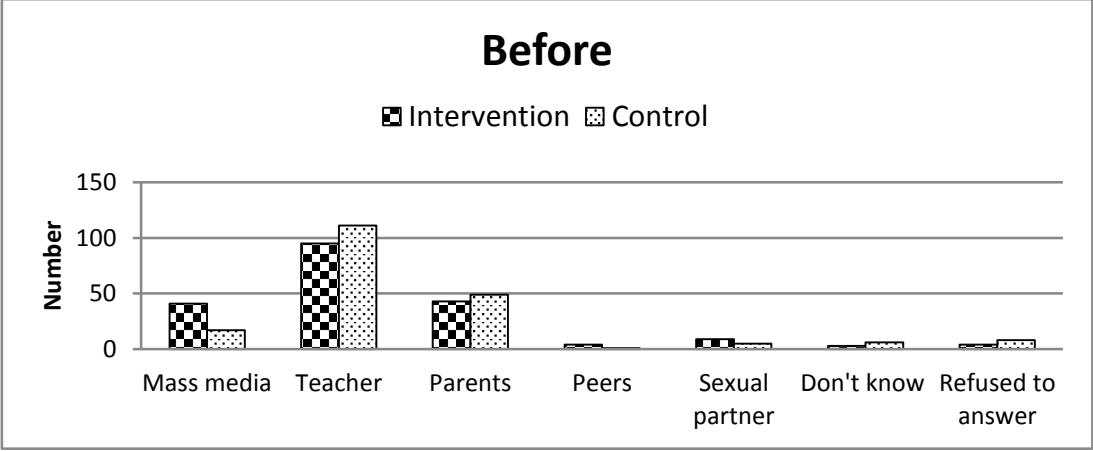 Before
Intervention Control
150
100
50
0
Number
Mass media Teacher Parents Peers Sexual Don't know Refused to
partner answer